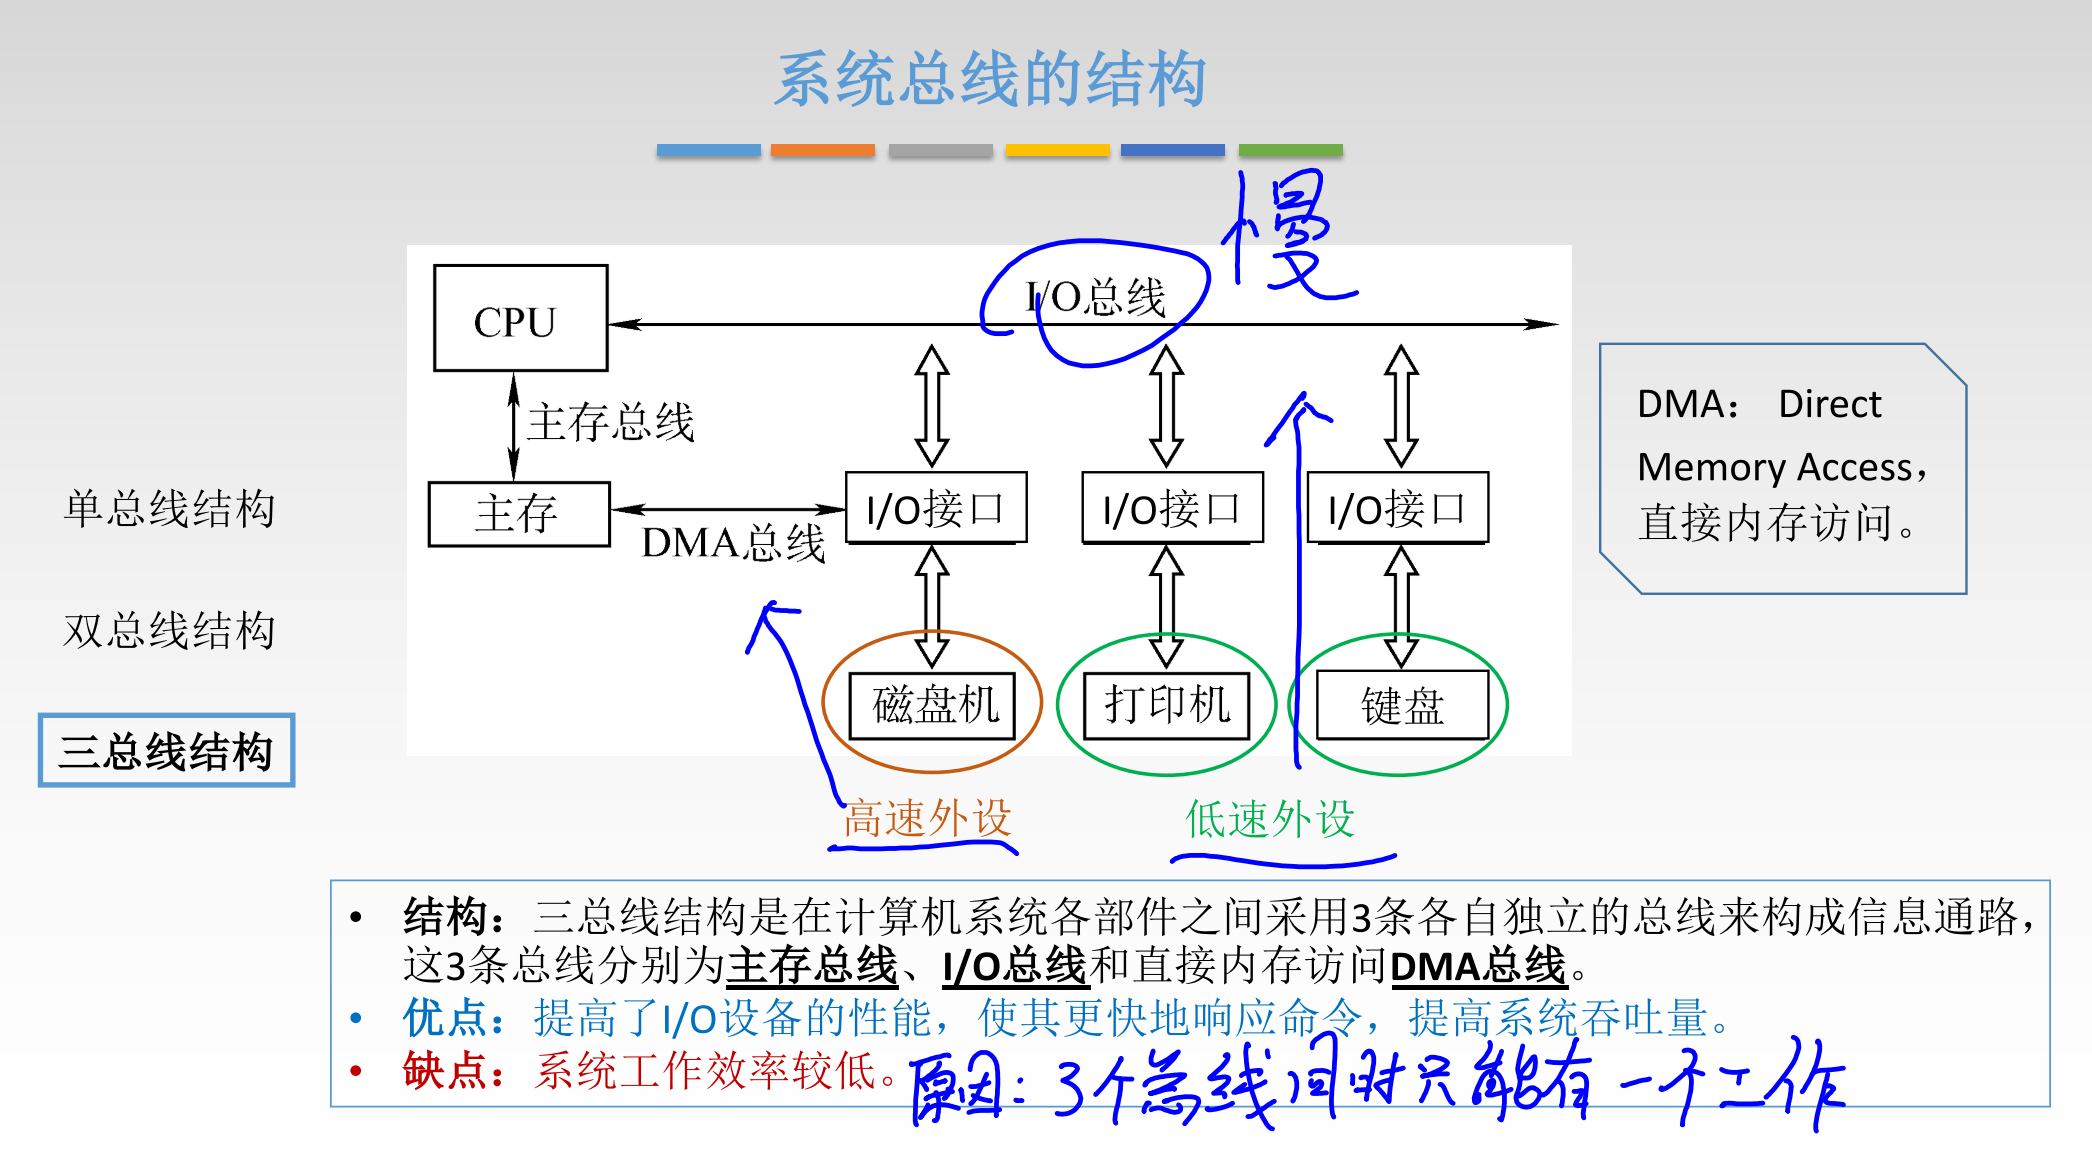 系统总线的结构
慢
CPU
I/O总线
主存总线
主存
DMA总线
I/O接口
I/O接口
I/O接口
磁盘机
打印机
键盘
高速外设
低速外设
DMA： Direct
Memory Access，
直接内存访问。
单总线结构
双总线结构
三总线结构
• 结构：三总线结构是在计算机系统各部件之间采用3条各自独立的总线来构成信息通路，
这3条总线分别为主存总线、I/O总线和直接内存访问DMA总线。
• 优点：提高了I/O设备的性能，使其更快地响应命令，提高系统吞吐量。
• 缺点：系统工作效率较低。
原因：3个总线同时只能有一个工作